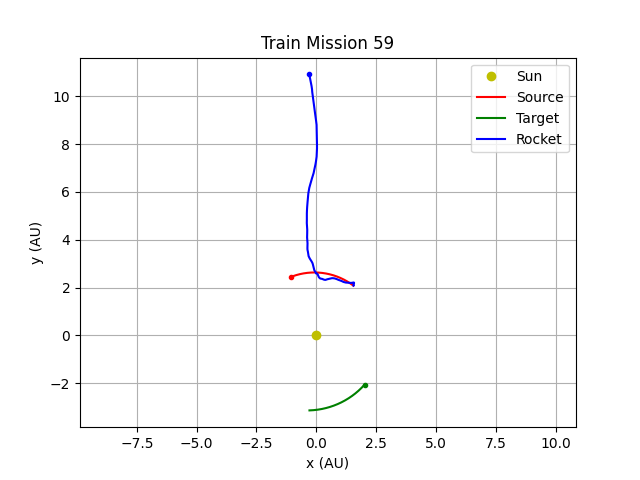 Train Mission 59
Sun
Source
Target
Rocket
y (AU)
10
8
6
4
2
0
−2
−7.5 −5.0 −2.5 0.0 2.5 5.0 7.5 10.0
x (AU)